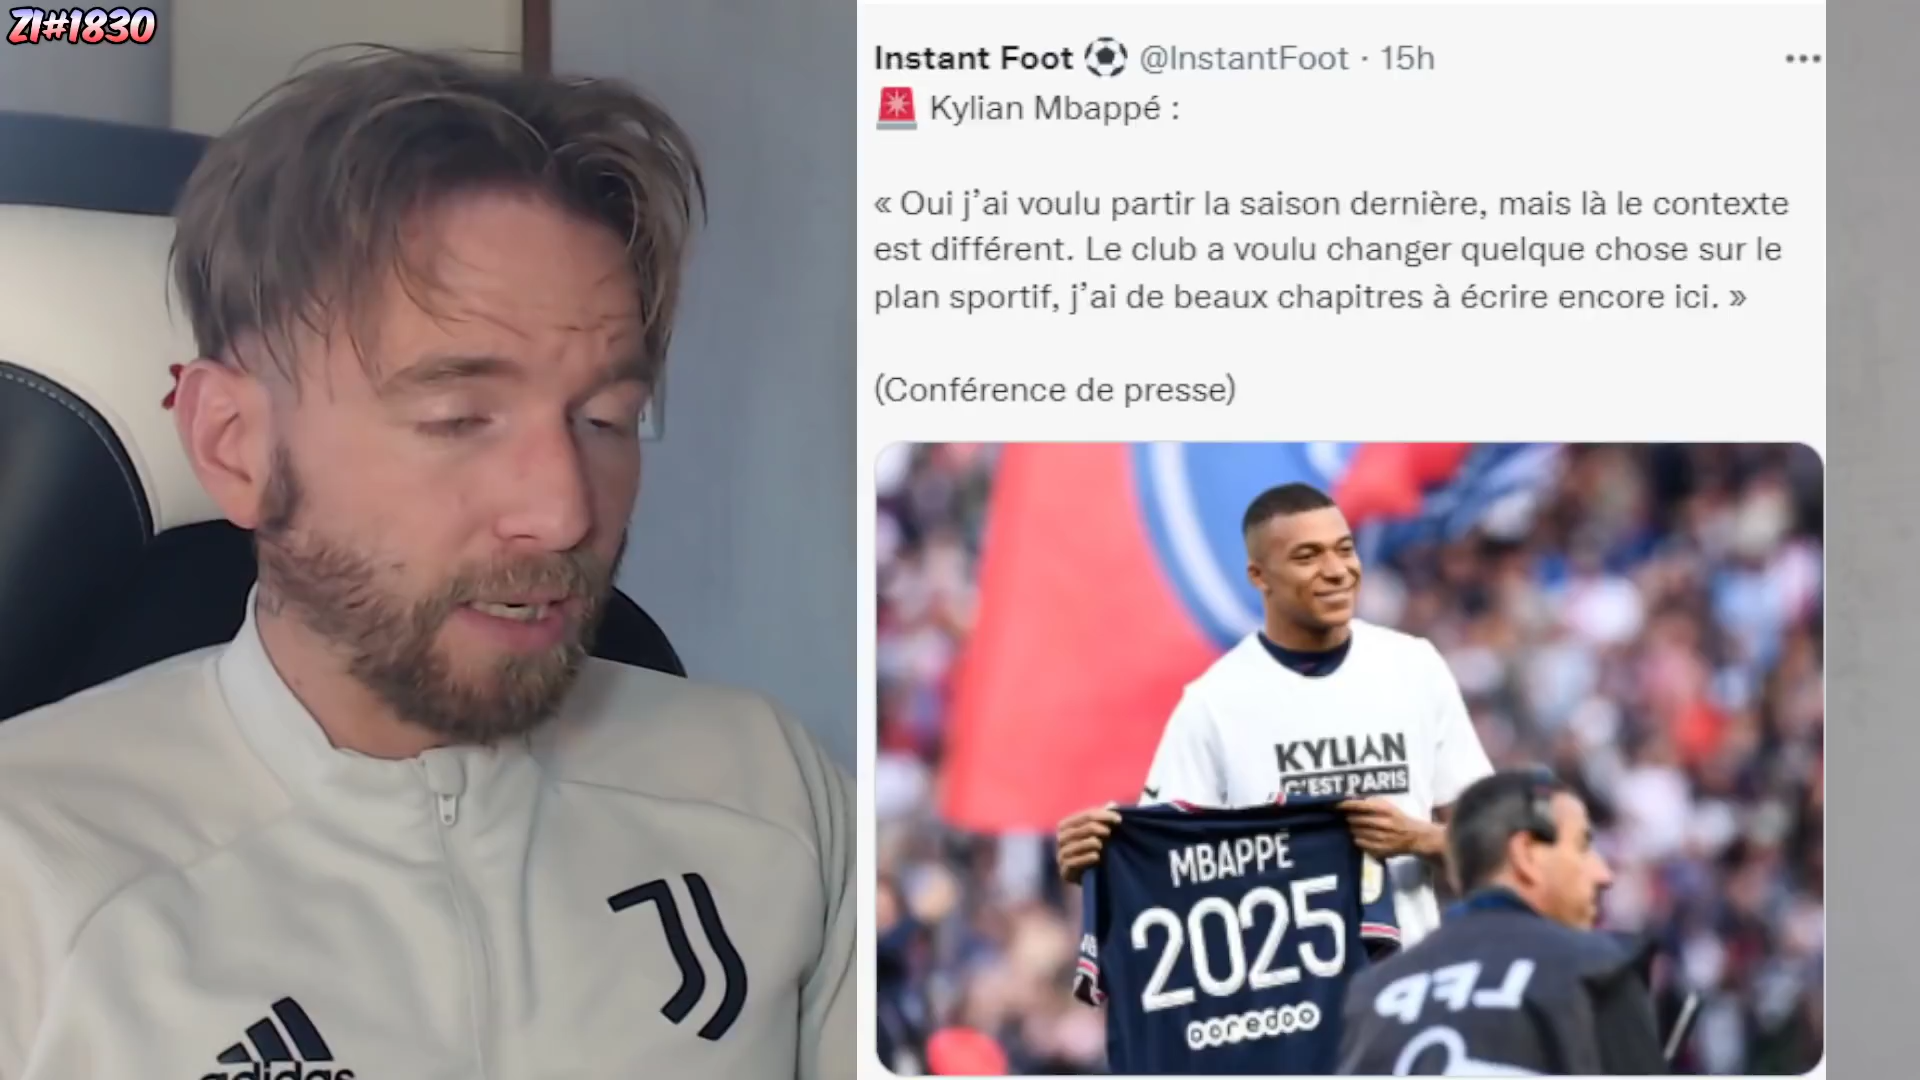 ZI#1830
Instant Foot @InstantFoot · 15h
Kylian Mbappé :
« Oui j’ai voulu partir la saison dernière, mais là le contexte
est différent. Le club a voulu changer quelque chose sur le
plan sportif, j’ai de beaux chapitres à écrire encore ici. »
(Conférence de presse)
KYLIAN
C'EST PARIS
MBAPPÉ
2025
ooredoo
LFP
adidas